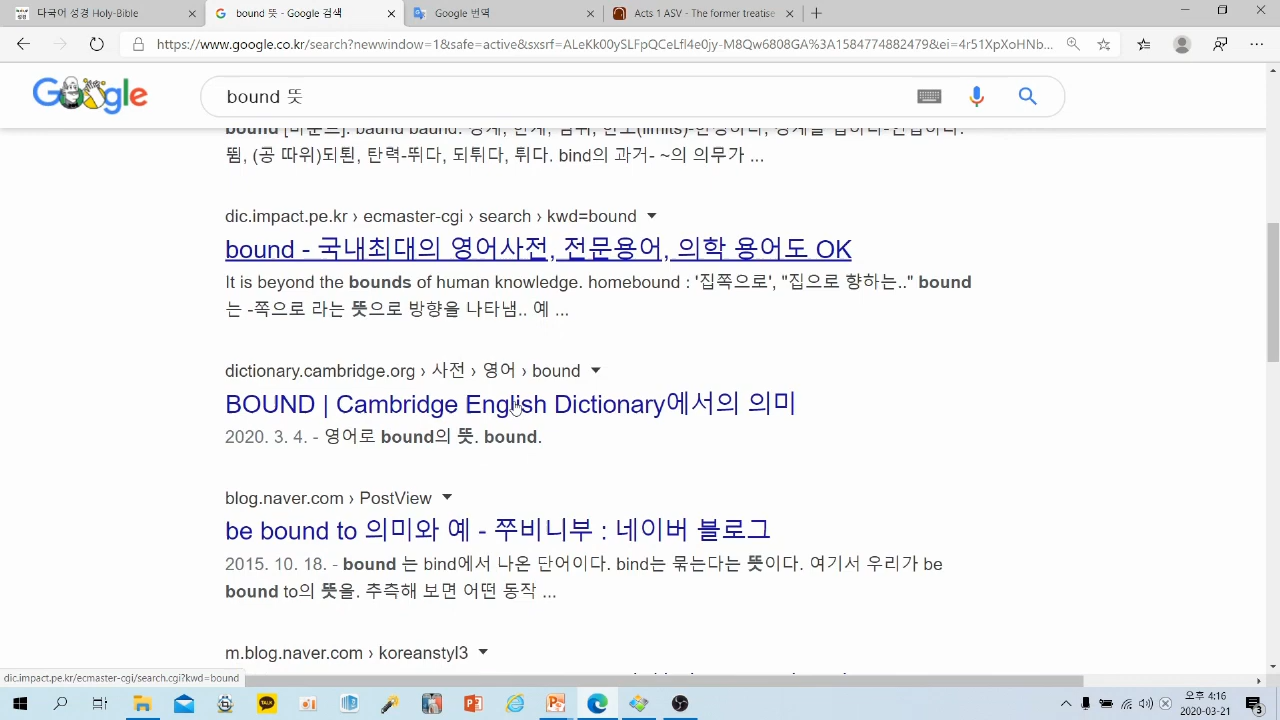 다국어 성경 Holy-Bible
bound 뜻 - Google 검색
Google 번역
Acts 1 ASV - The former treatise
https://www.google.co.kr/search?newwindow=1&safe=active&sxsrf=ALeKk00ySLFpQCeLfl4e0jy-M8Qw6808GA%3A1584774882479&ei=4r51XpXoHNb...
Google
bound 뜻
bound
뜀, (공 따위)되튄, 탄력-뛰다, 되튀다, 튀다. bind의 과거- ~의 의무가 ...
dic.impact.pe.kr › ecmaster-cgi › search › kwd=bound
bound - 국내최대의 영어사전, 전문용어, 의학 용어도 OK
It is beyond the bounds of human knowledge. homebound : '집쪽으로', "집으로 향하는.." bound
는 -쪽으로 라는 뜻으로 방향을 나타냄.. 예 ...
dictionary.cambridge.org › 사전 › 영어 › bound
BOUND | Cambridge English Dictionary에서의 의미
2020. 3. 4. - 영어로 bound의 뜻. bound.
blog.naver.com › PostView
be bound to 의미와 예 - 쭈비니부 : 네이버 블로그
2015. 10. 18. - bound 는 bind에서 나온 단어이다. bind는 묶는다는 뜻이다. 여기서 우리가 be
bound to의 뜻을. 추측해 보면 어떤 동작 ...
m.blog.naver.com › koreanstyl3
dic.impact.pe.kr/ecmaster-cgi/search.cgi?kwd=bound
오후 4:16
2020-03-21